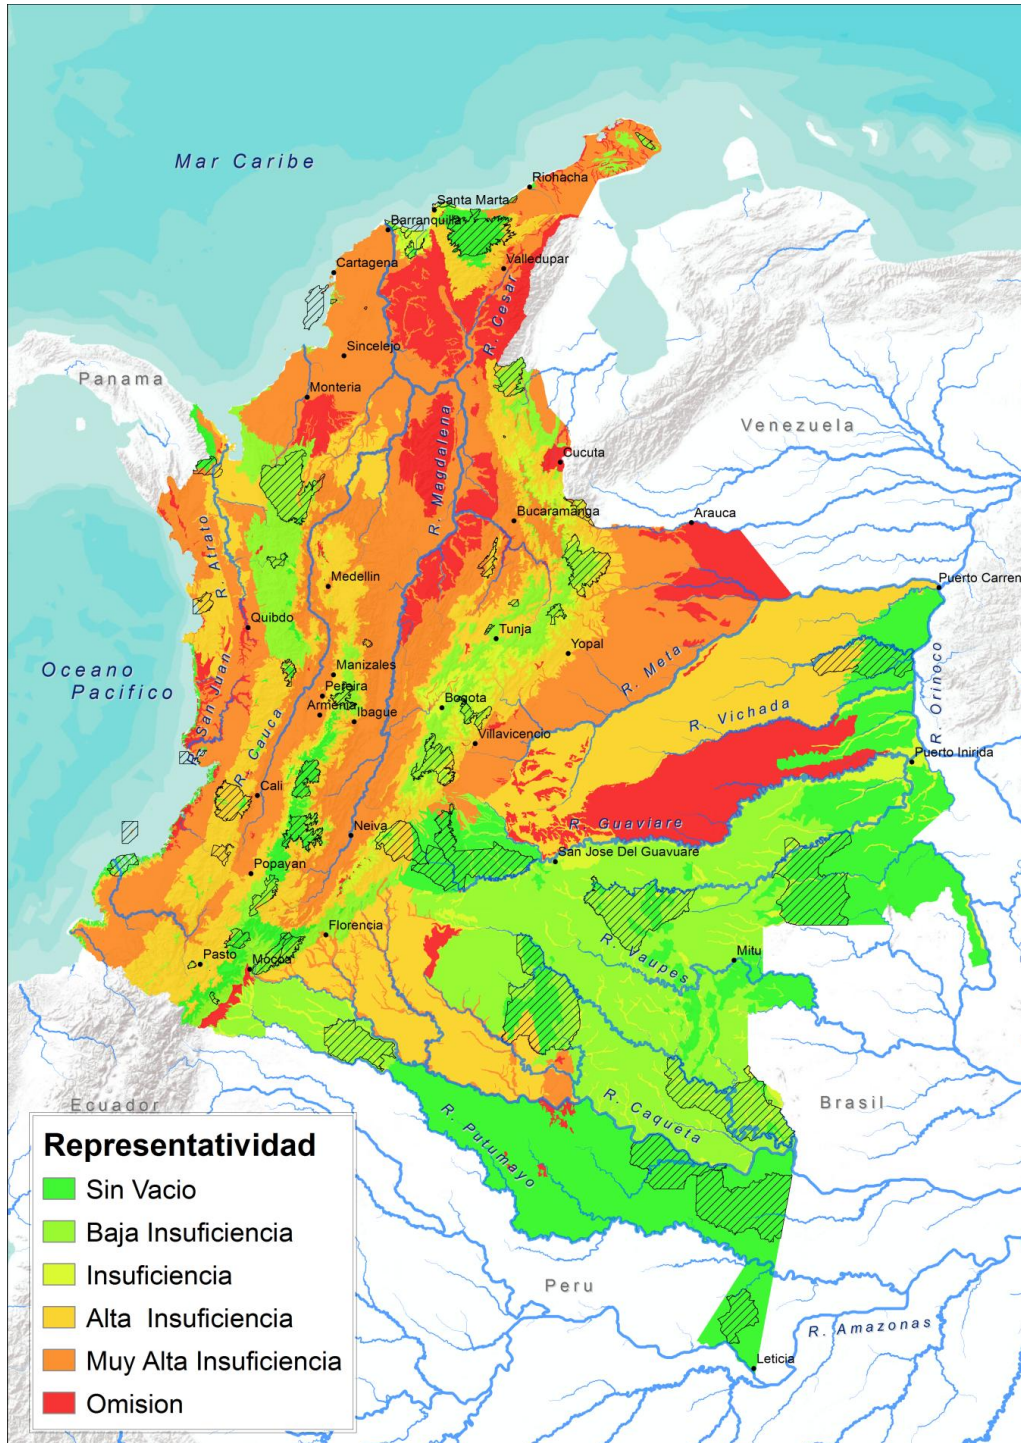 Mar Caribe
Riohacha
Santa Marta
Barranquilla
Cartagena
Valledupar
R. Cesar
Sincelejo
Panama
Monteria
Venezuela
R. Magdalena
Cucuta
Bucaramanga
Arauca
R. Atrato
Medellin
Puerto Carren
Quibdo
Tunja
Yopal
Oceano
Pacifico
R. San Juan
Manizales
Pereira
Armenia
Ibague
Bogota
R. Meta
R. Vichada
R. Orinoco
Villavicencio
R. Cauca
Puerto Inirida
Cali
R. Guaviare
Neiva
San Jose Del Guavuare
Popayan
Florencia
R. Vaupes
Mitu
Pasto
Mocoa
Ecuador
R. Putumayo
R. Caqueta
Brasil
Peru
R. Amazonas
Leticia
Representatividad
Sin Vacio
Baja Insuficiencia
Insuficiencia
Alta Insuficiencia
Muy Alta Insuficiencia
Omision